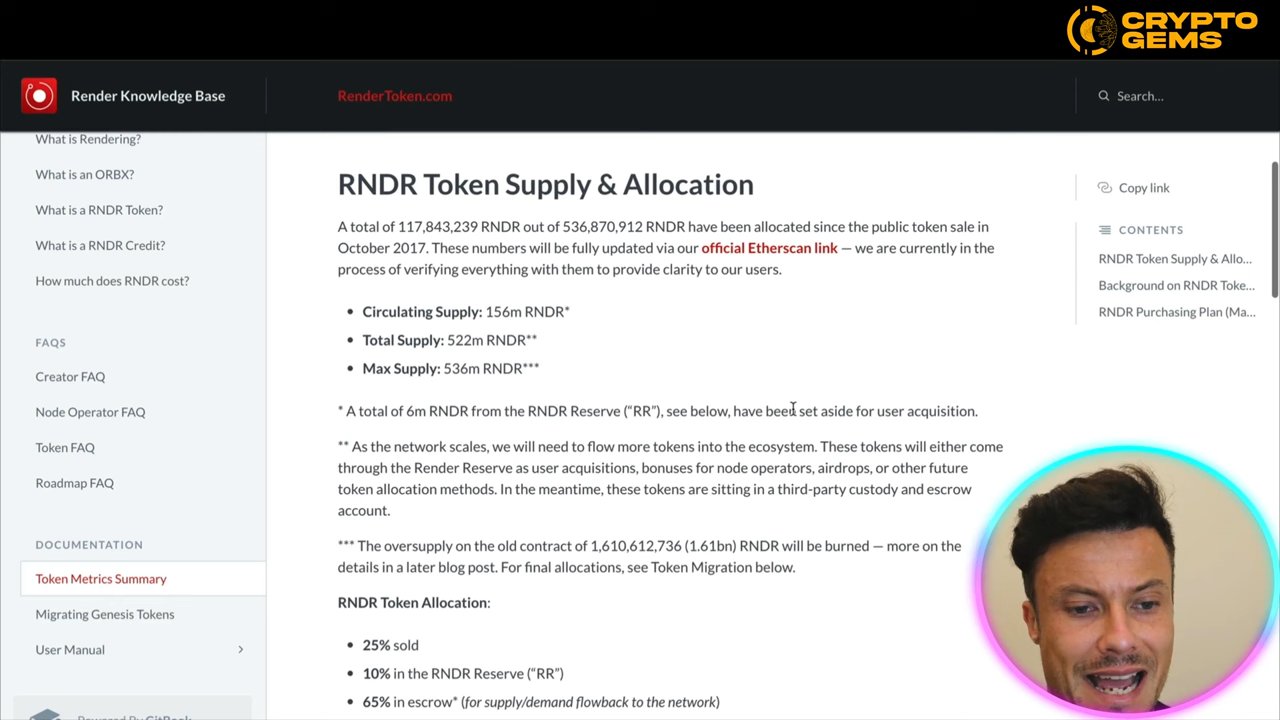 CRYPTO
GEMS
Render Knowledge Base
RenderToken.com
Search...
What is Rendering?
What is an ORBX?
What is a RNDR Token?
What is a RNDR Credit?
How much does RNDR cost?
FAQS
Creator FAQ
Node Operator FAQ
Token FAQ
Roadmap FAQ
DOCUMENTATION
Token Metrics Summary
Migrating Genesis Tokens
User Manual
Powered By GitBook
RNDR Token Supply & Allocation
A total of 117,843,239 RNDR out of 536,870,912 RNDR have been allocated since the public token sale in
October 2017. These numbers will be fully updated via our official Etherscan link — we are currently in the
process of verifying everything with them to provide clarity to our users.
• Circulating Supply: 156m RNDR*
• Total Supply: 522m RNDR**
• Max Supply: 536m RNDR***
* A total of 6m RNDR from the RNDR Reserve (“RR”), see below, have been set aside for user acquisition.
** As the network scales, we will need to flow more tokens into the ecosystem. These tokens will either come
through the Render Reserve as user acquisitions, bonuses for node operators, airdrops, or other future
token allocation methods. In the meantime, these tokens are sitting in a third-party custody and escrow
account.
*** The oversupply on the old contract of 1,610,612,736 (1.61bn) RNDR will be burned — more on the
details in a later blog post. For final allocations, see Token Migration below.
RNDR Token Allocation:
• 25% sold
• 10% in the RNDR Reserve (“RR”)
• 65% in escrow* (for supply/demand flowback to the network)
Copy link
CONTENTS
RNDR Token Supply & Allo...
Background on RNDR Toke...
RNDR Purchasing Plan (Ma...